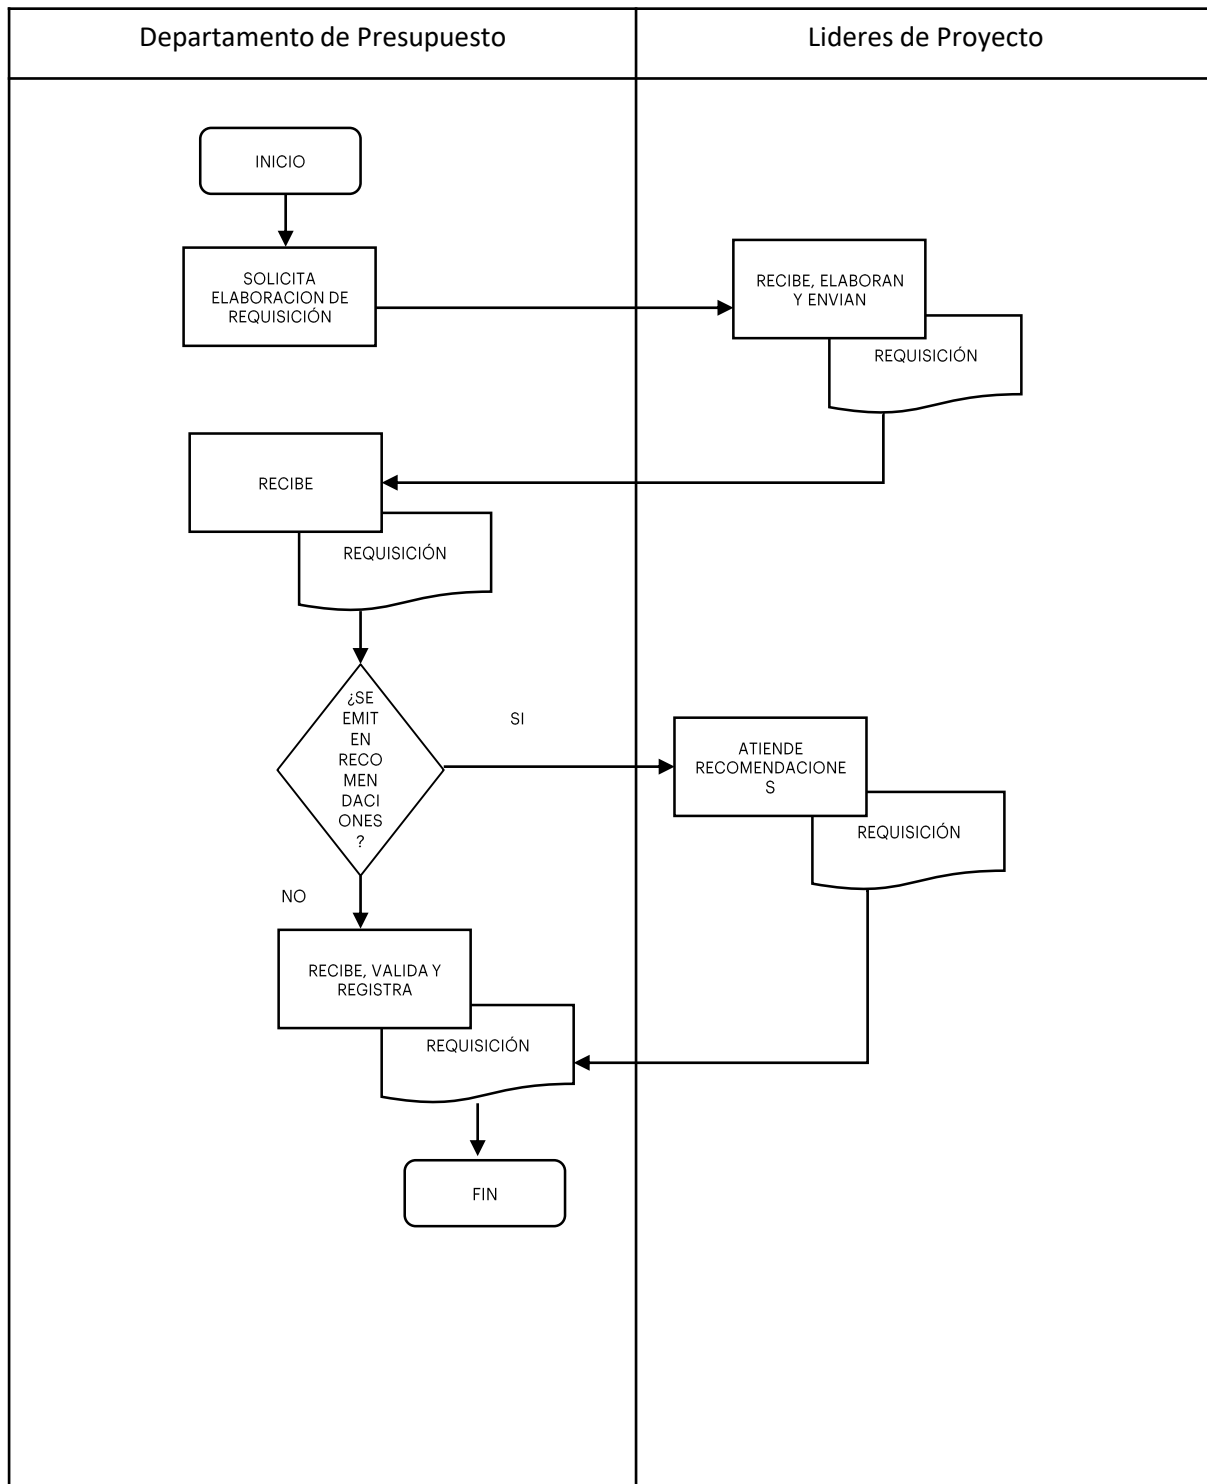 Departamento de Presupuesto
Lideres de Proyecto
INICIO
SOLICITA
ELABORACION DE
REQUISICIÓN
RECIBE, ELABORAN
Y ENVIAN
REQUISICIÓN
RECIBE
REQUISICIÓN
¿SE
EMIT
EN
RECO
MEN
DACI
ONES
?
SI
ATIENDE
RECOMENDACIONE
S
REQUISICIÓN
NO
RECIBE, VALIDA Y
REGISTRA
REQUISICIÓN
FIN